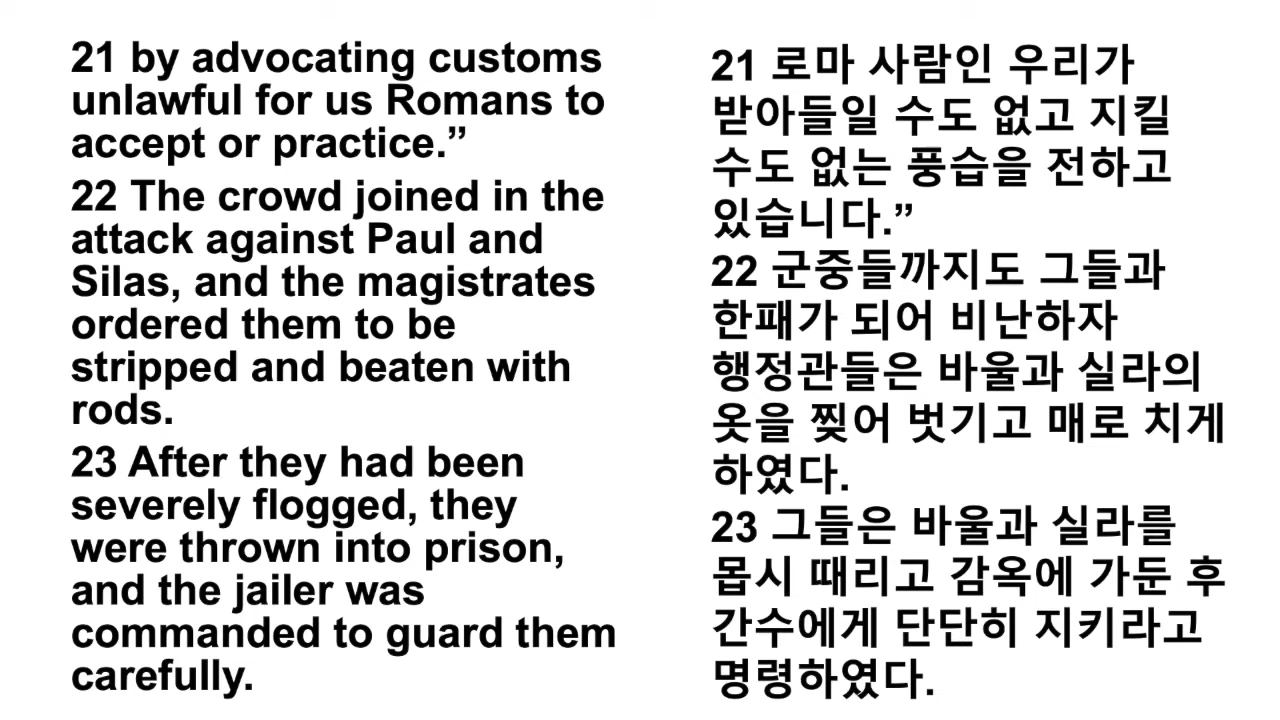 21 by advocating customs
unlawful for us Romans to
accept or practice.”
22 The crowd joined in the
attack against Paul and
Silas, and the magistrates
ordered them to be
stripped and beaten with
rods.
23 After they had been
severely flogged, they
were thrown into prison,
and the jailer was
commanded to guard them
carefully.
21 로마 사람인 우리가
받아들일 수도 없고 지킬
수도 없는 풍습을 전하고
있습니다.”
22 군중들까지도 그들과
한패가 되어 비난하자
행정관들은 바울과 실라의
옷을 찢어 벗기고 매로 치게
하였다.
23 그들은 바울과 실라를
몹시 때리고 감옥에 가둔 후
간수에게 단단히 지키라고
명령하였다.